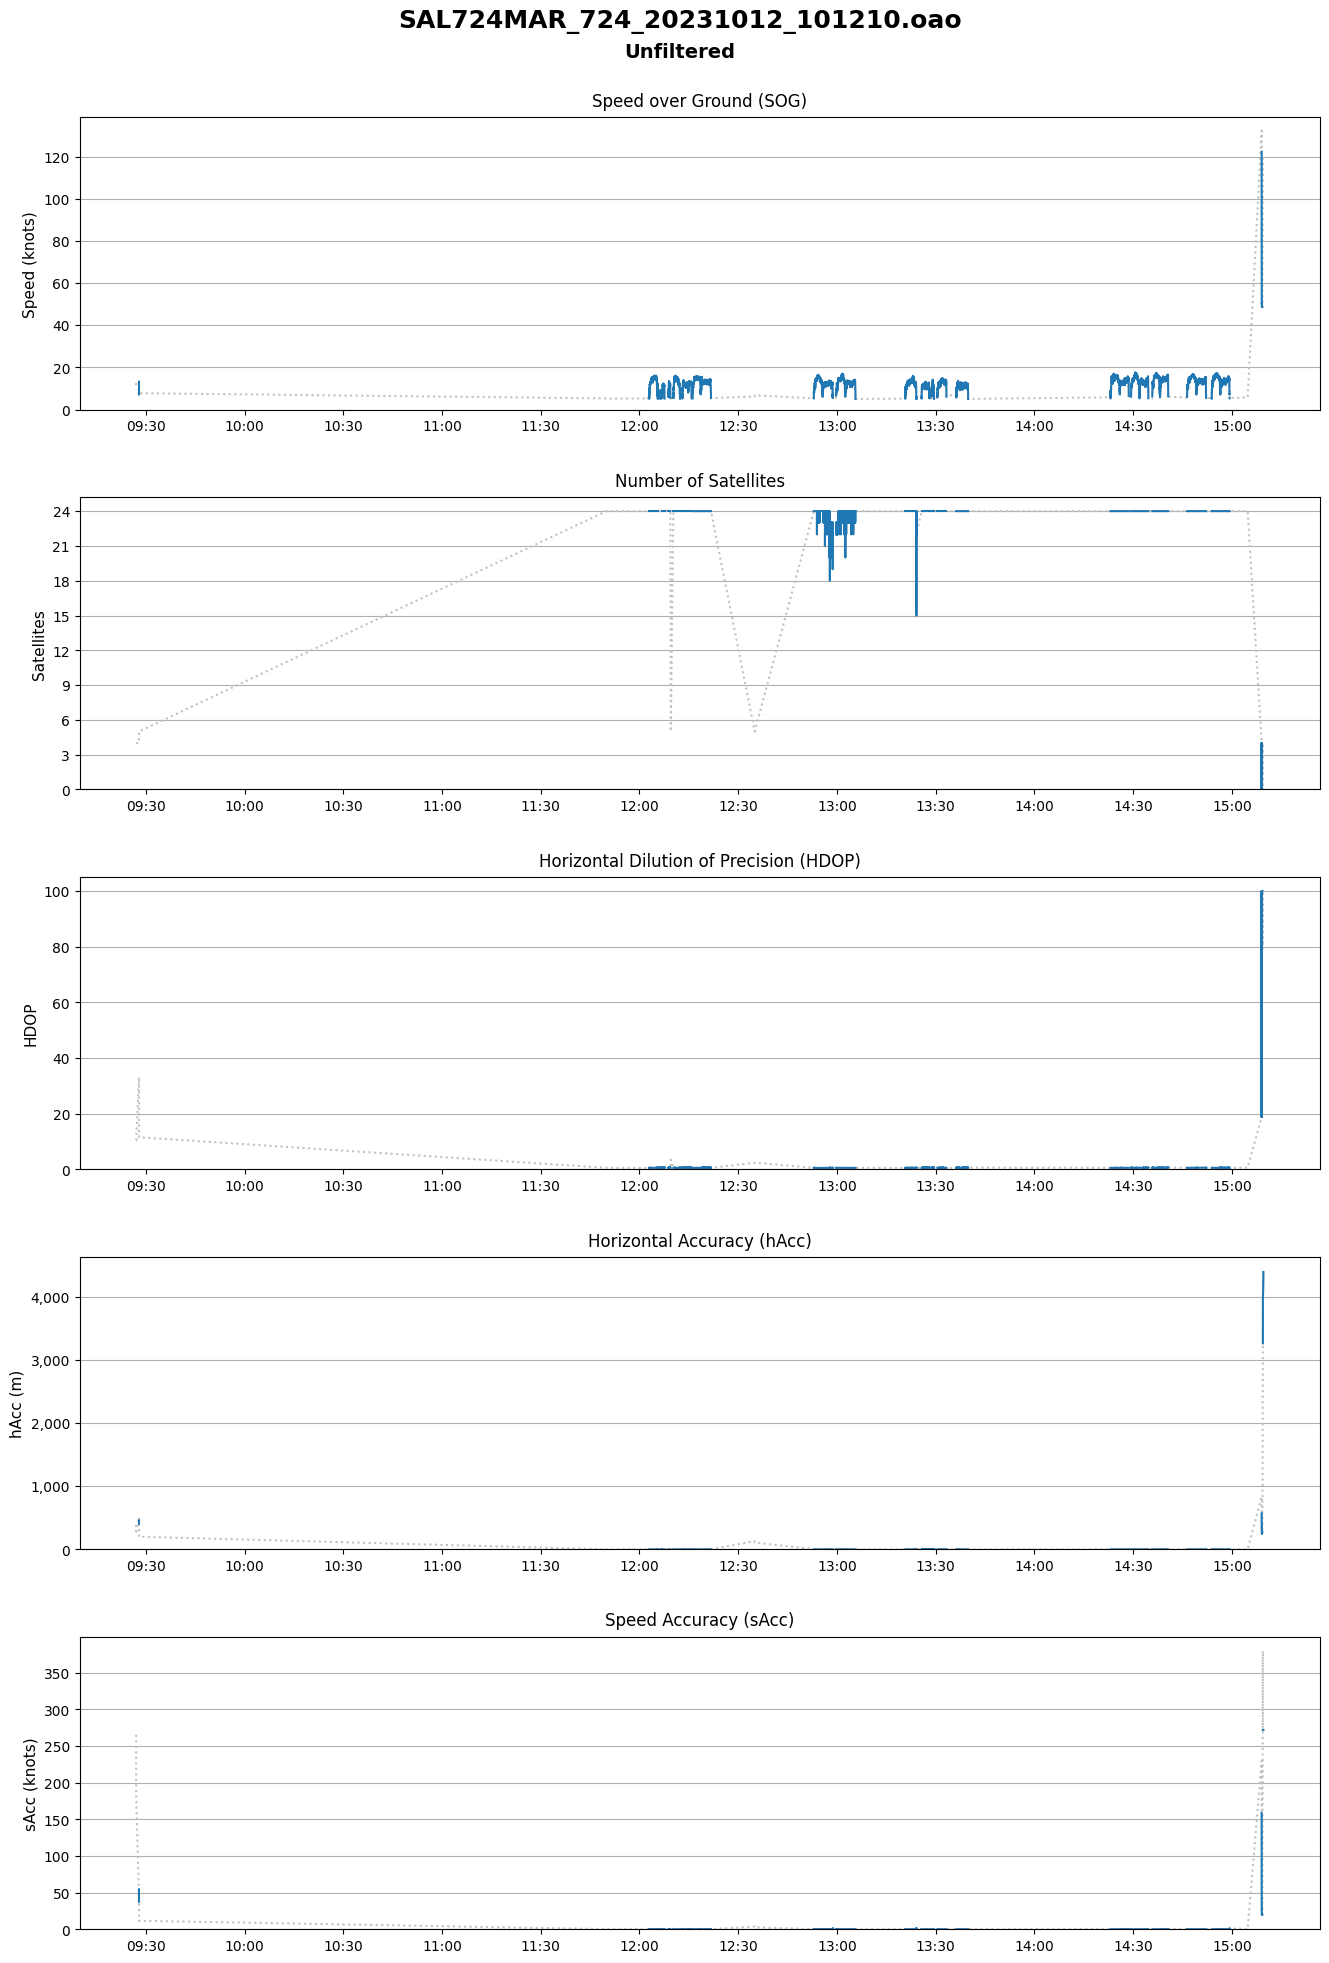 SAL724MAR_724_20231012_101210.oao
Unfiltered
Speed over Ground (SOG)
Speed (knots)
120
100
80
60
40
20
0
09:30 10:00 10:30 11:00 11:30 12:00 12:30 13:00 13:30 14:00 14:30 15:00
Number of Satellites
Satellites
24
21
18
15
12
9
6
3
0
09:30 10:00 10:30 11:00 11:30 12:00 12:30 13:00 13:30 14:00 14:30 15:00
Horizontal Dilution of Precision (HDOP)
HDOP
100
80
60
40
20
0
09:30 10:00 10:30 11:00 11:30 12:00 12:30 13:00 13:30 14:00 14:30 15:00
Horizontal Accuracy (hAcc)
hAcc (m)
4,000
3,000
2,000
1,000
0
09:30 10:00 10:30 11:00 11:30 12:00 12:30 13:00 13:30 14:00 14:30 15:00
Speed Accuracy (sAcc)
sAcc (knots)
350
300
250
200
150
100
50
0
09:30 10:00 10:30 11:00 11:30 12:00 12:30 13:00 13:30 14:00 14:30 15:00